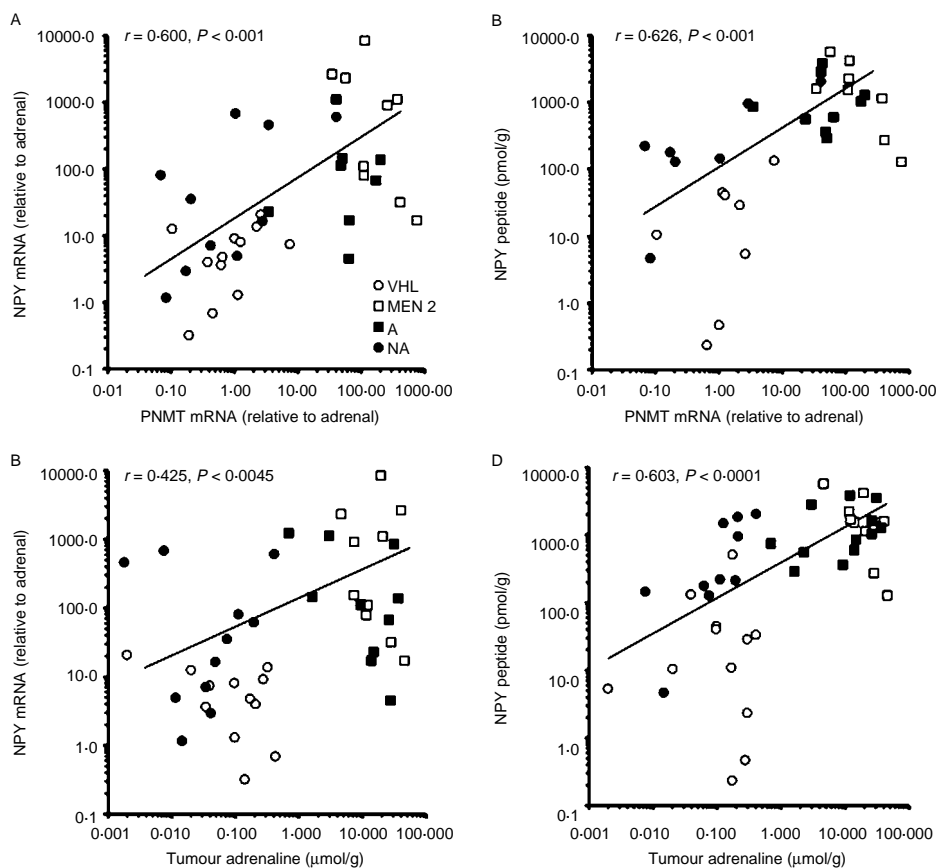 A
r = 0·600, P < 0·001
10000·0
1000·0
100·0
10·0
1·0
0·1
NPY mRNA (relative to adrenal)
VHL
MEN 2
A
NA
0·01 0·10 1·00 10·00 100·00 1000·00
PNMT mRNA (relative to adrenal)
B
r = 0·626, P < 0·001
10000·0
1000·0
100·0
10·0
1·0
0·1
NPY peptide (pmol/g)
0·01 0·10 1·00 10·00 100·00 1000·00
PNMT mRNA (relative to adrenal)
B
r = 0·425, P < 0·0045
10000·0
1000·0
100·0
10·0
1·0
0·1
NPY mRNA (relative to adrenal)
0·001 0·010 0·100 1·000 10·000 100·000
Tumour adrenaline (μmol/g)
D
r = 0·603, P < 0·0001
10000·0
1000·0
100·0
10·0
1·0
0·1
NPY peptide (pmol/g)
0·001 0·010 0·100 1·000 10·000 100·000
Tumour adrenaline (μmol/g)